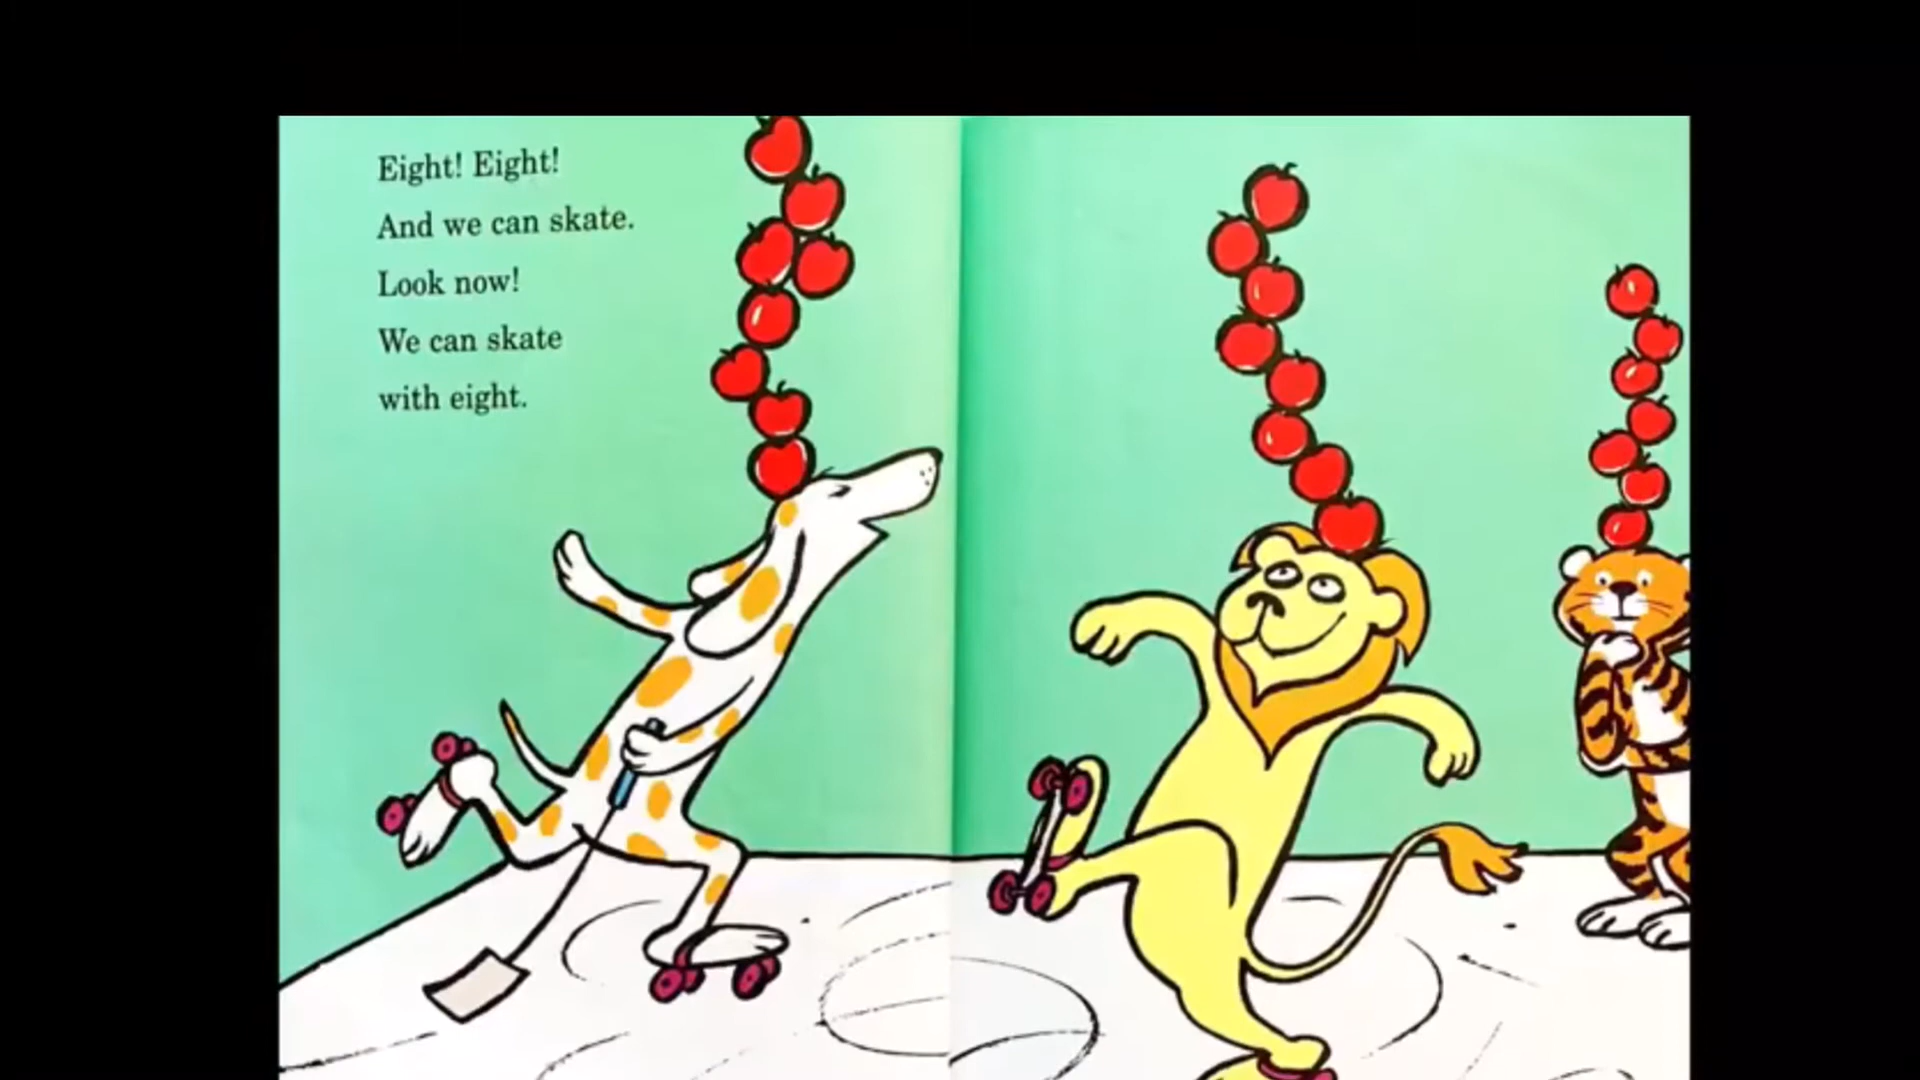 Eight! Eight!
And we can skate.
Look now!
We can skate
with eight.